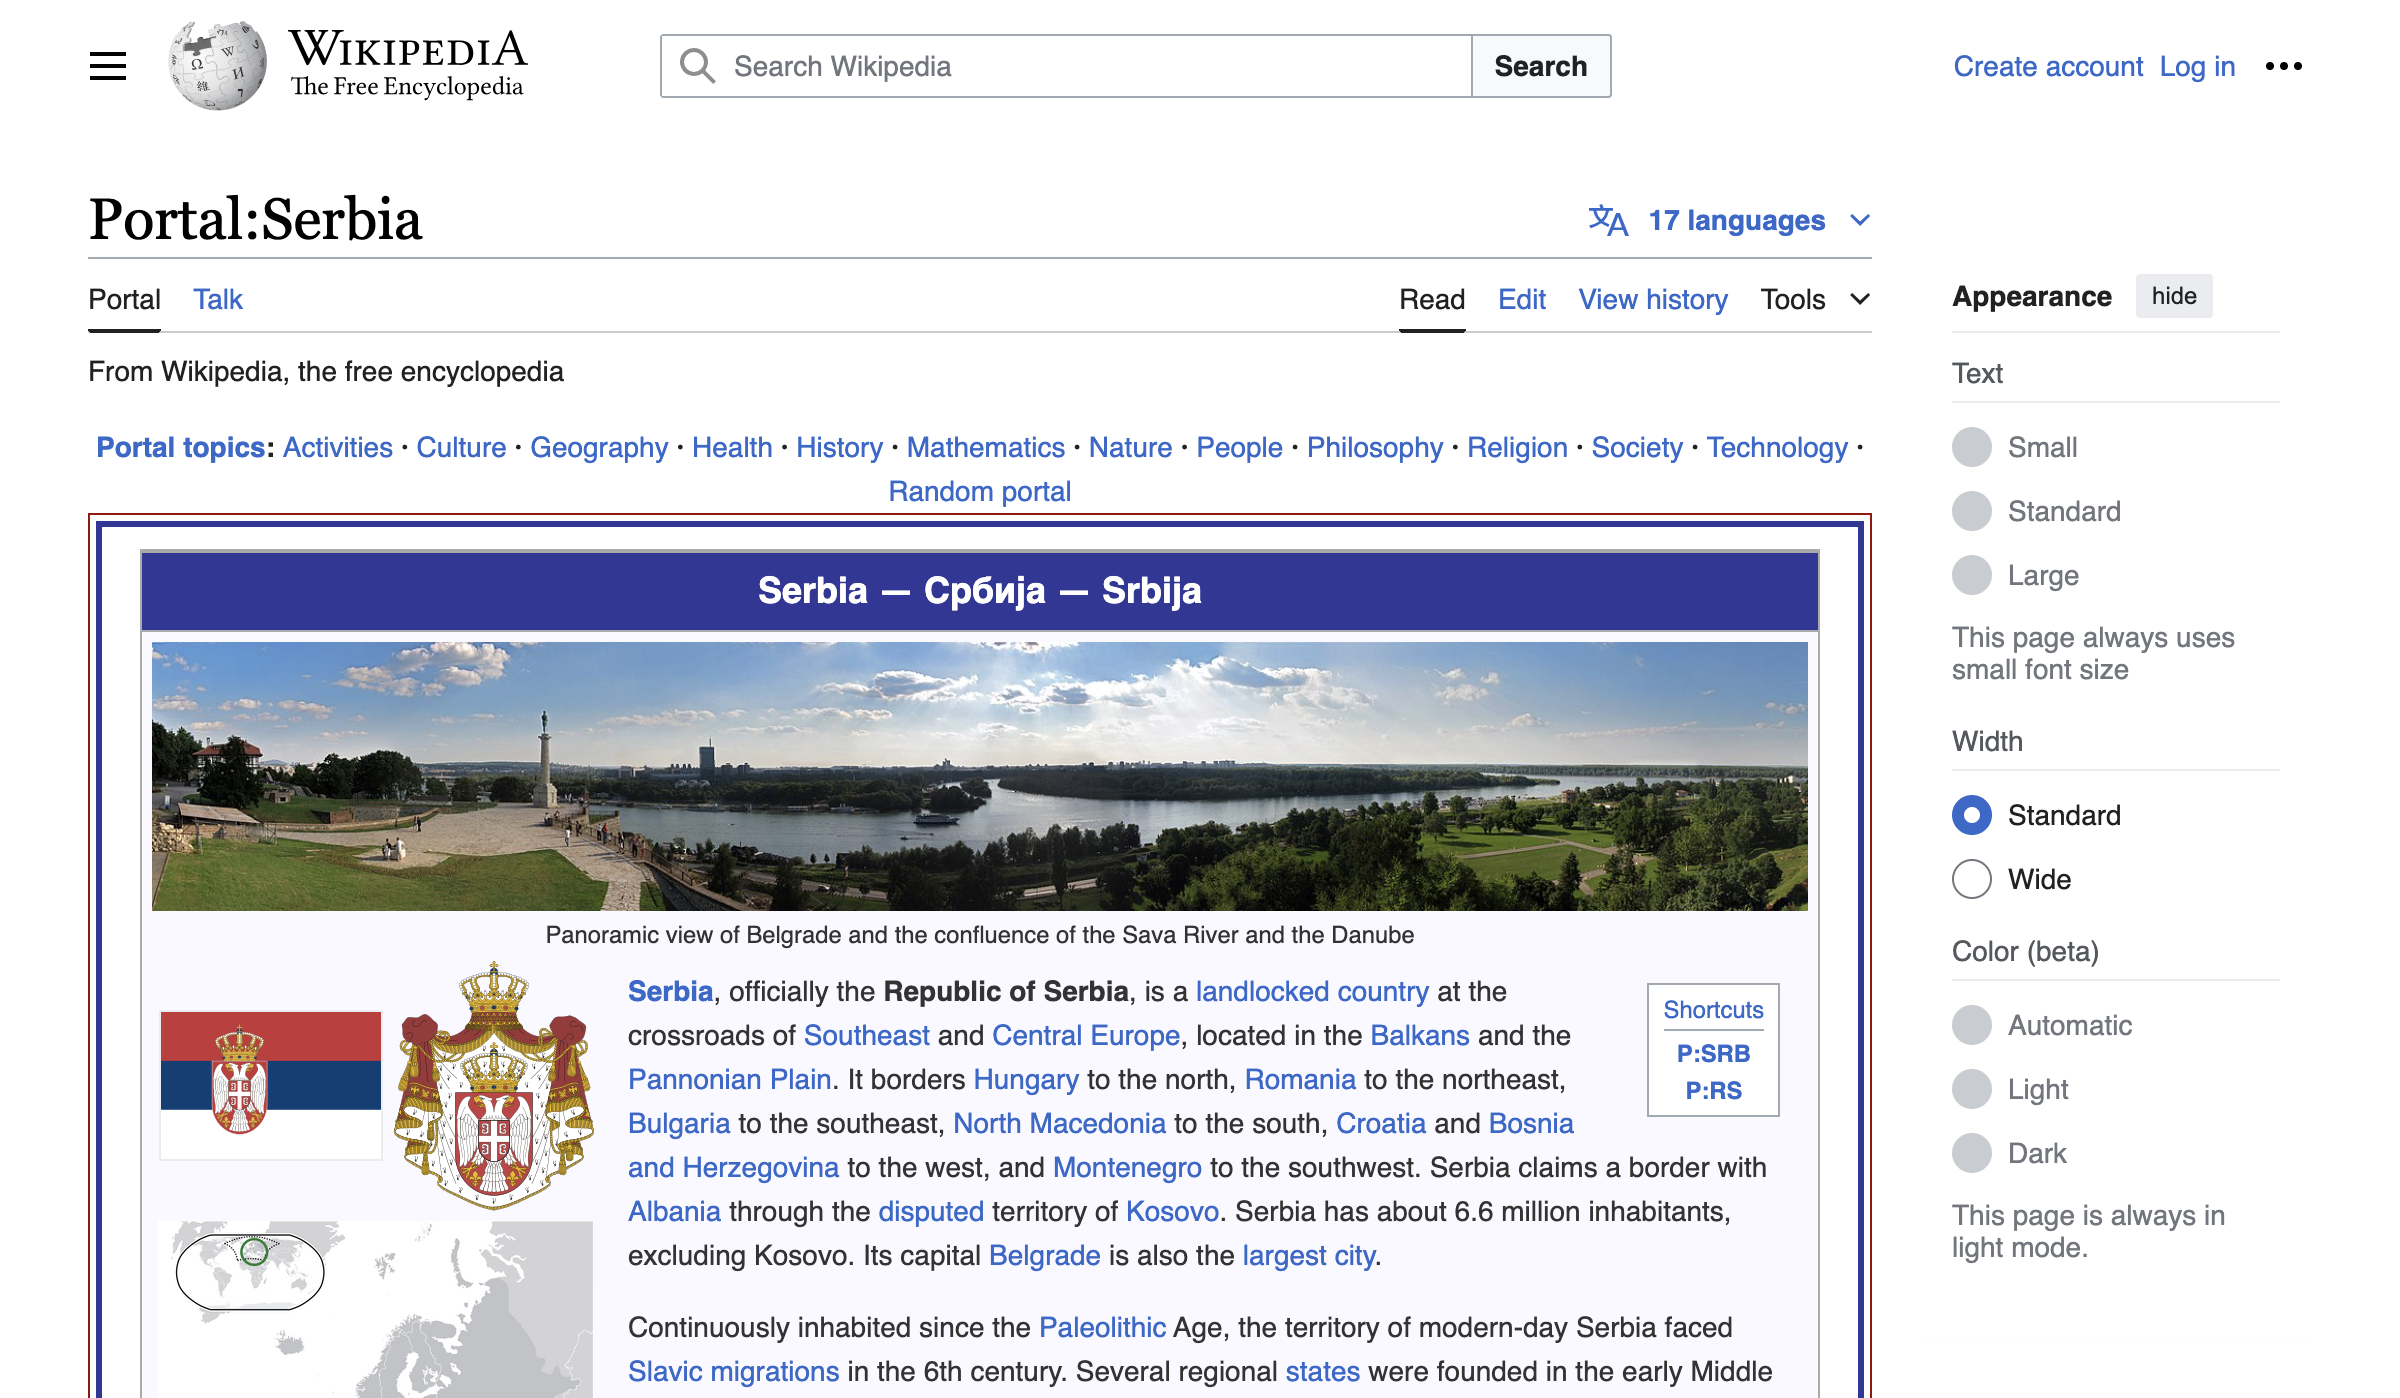 WIKIPEDIA
The Free Encyclopedia
Search Wikipedia
Search
Create account Log in
Portal:Serbia
17 languages
Portal Talk
Read Edit View history Tools
From Wikipedia, the free encyclopedia
Portal topics: Activities · Culture · Geography · Health · History · Mathematics · Nature · People · Philosophy · Religion · Society · Technology ·
Random portal
Serbia — Србија — Srbija
Panoramic view of Belgrade and the confluence of the Sava River and the Danube
Serbia, officially the Republic of Serbia, is a landlocked country at the
crossroads of Southeast and Central Europe, located in the Balkans and the
Pannonian Plain. It borders Hungary to the north, Romania to the northeast,
Bulgaria to the southeast, North Macedonia to the south, Croatia and Bosnia
and Herzegovina to the west, and Montenegro to the southwest. Serbia claims a border with
Albania through the disputed territory of Kosovo. Serbia has about 6.6 million inhabitants,
excluding Kosovo. Its capital Belgrade is also the largest city.
Continuously inhabited since the Paleolithic Age, the territory of modern-day Serbia faced
Slavic migrations in the 6th century. Several regional states were founded in the early Middle
Shortcuts
P:SRB
P:RS
Appearance hide
Text
Small
Standard
Large
This page always uses
small font size
Width
Standard
Wide
Color (beta)
Automatic
Light
Dark
This page is always in
light mode.